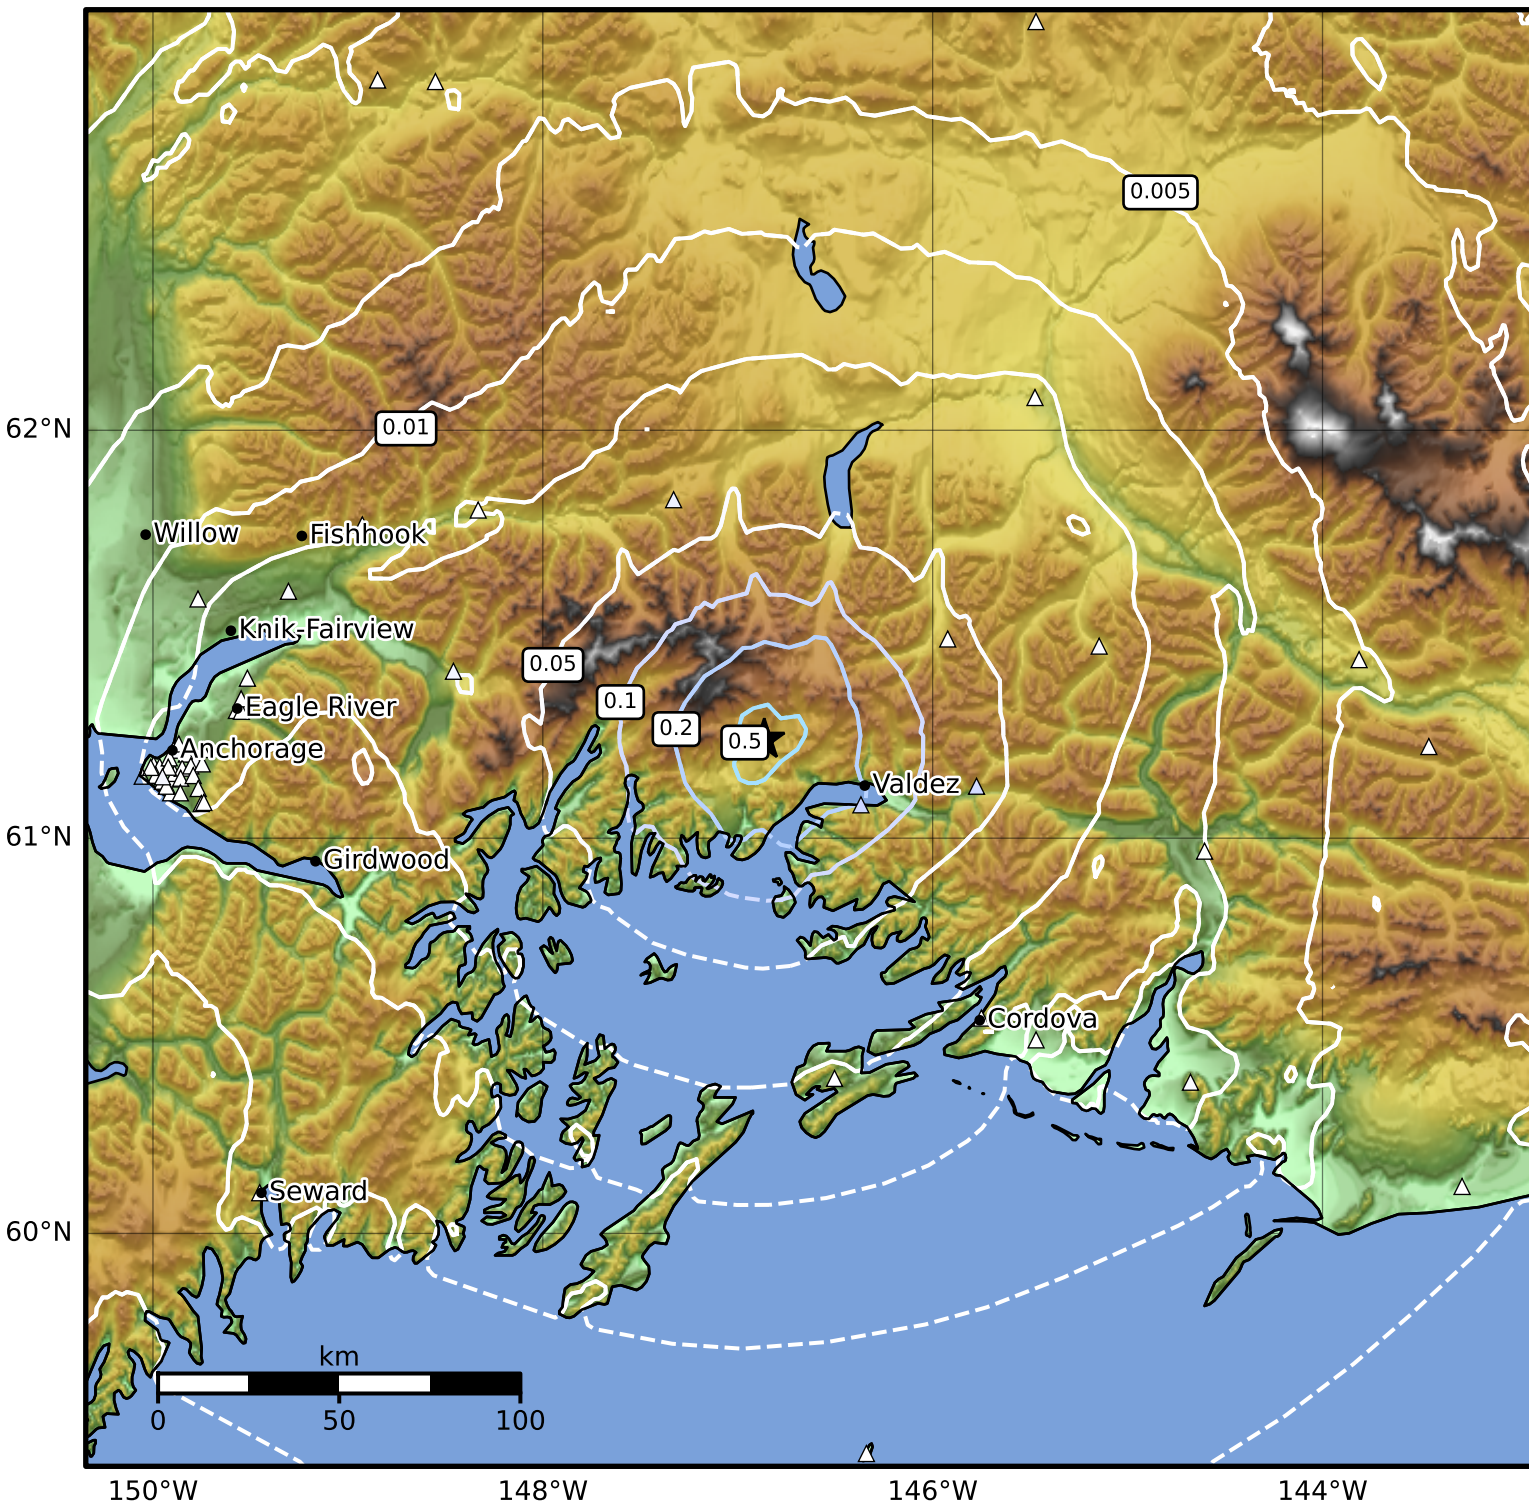 0.005
62°N
0.01
Willow
Fishhook
Knik-Fairview
0.05
0.1
Eagle River
0.2
0.5
Anchorage
Valdez
61°N
Girdwood
Cordova
Seward
60°N
km
0 50 100
150°W 148°W 146°W 144°W